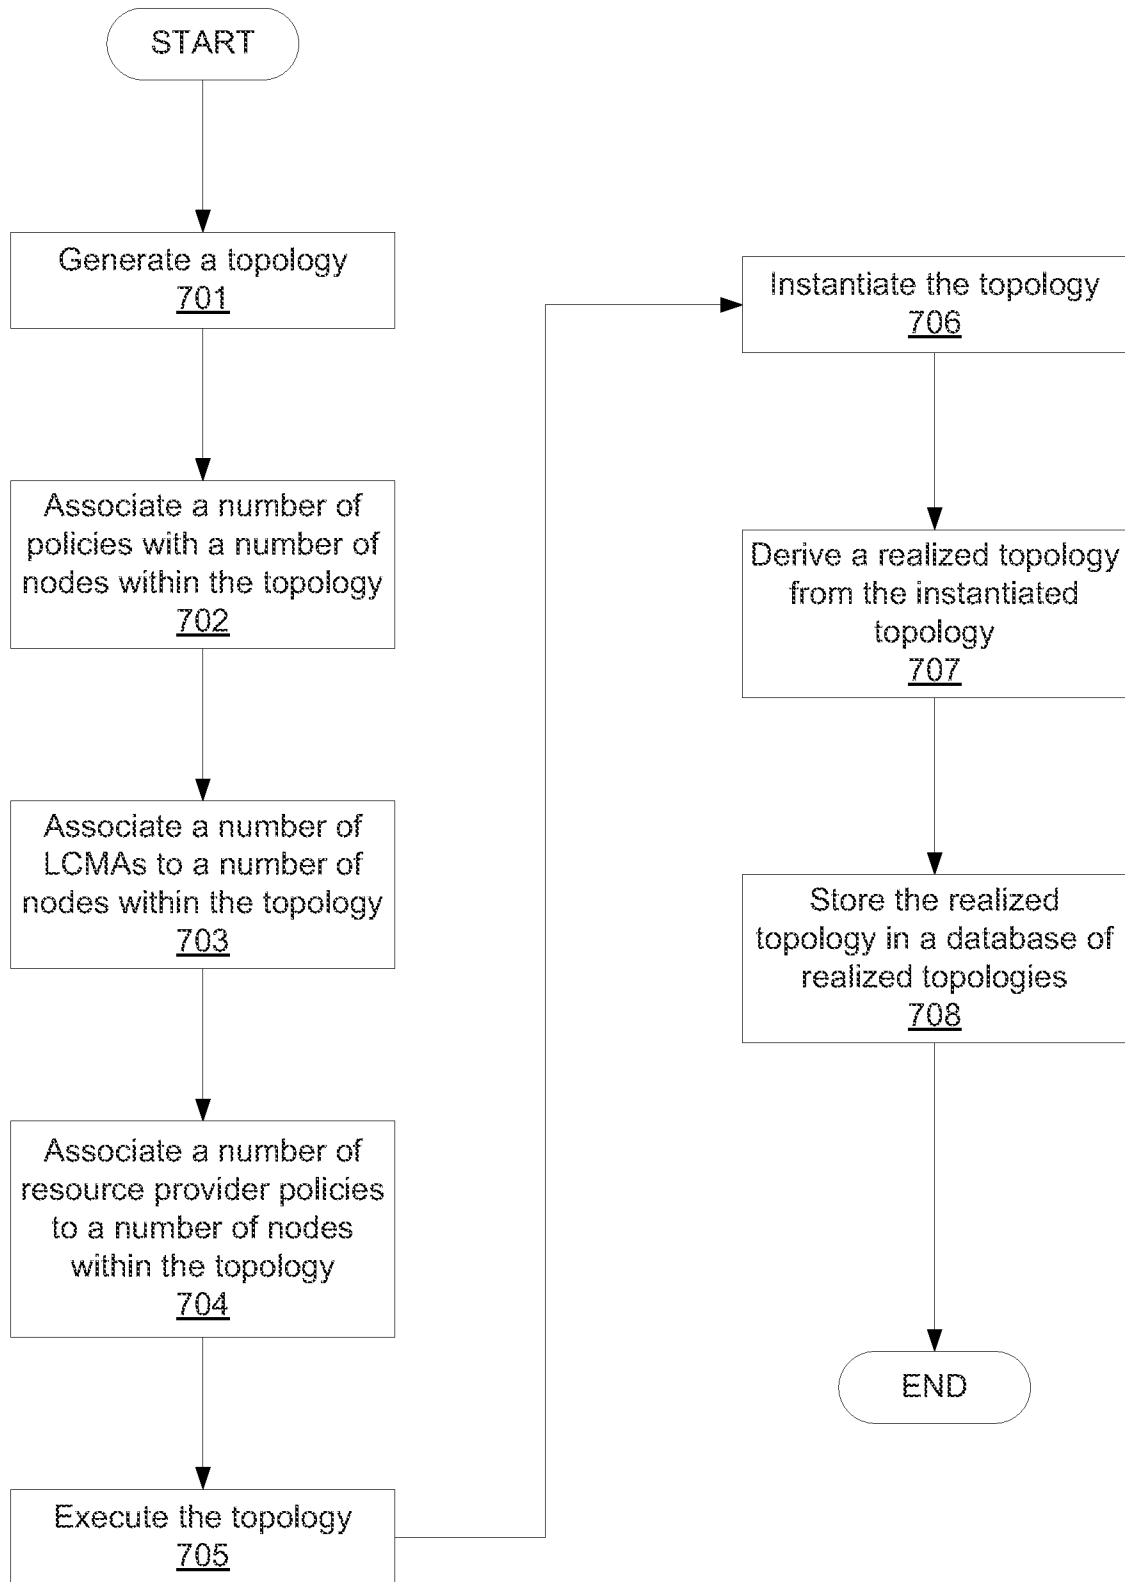 START
Generate a topology
701
Associate a number of
policies with a number of
nodes within the topology
702
Associate a number of
LCMAs to a number of
nodes within the topology
703
Associate a number of
resource provider policies
to a number of nodes
within the topology
704
Execute the topology
705
Instantiate the topology
706
Derive a realized topology
from the instantiated
topology
707
Store the realized
topology in a database of
realized topologies
708
END